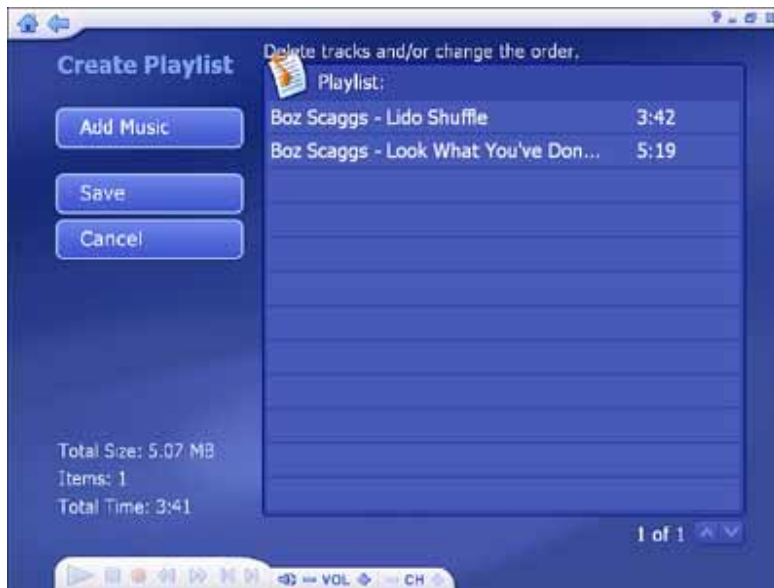 ?
Create Playlist
Delete tracks and/or change the order.
Playlist:
Add Music
Boz Scaggs - Lido Shuffle 3:42
Boz Scaggs - Look What You've Don... 5:19
Save
Cancel
Total Size: 5.07 MB
Items: 1
Total Time: 3:41
1 of 1
VOL CH